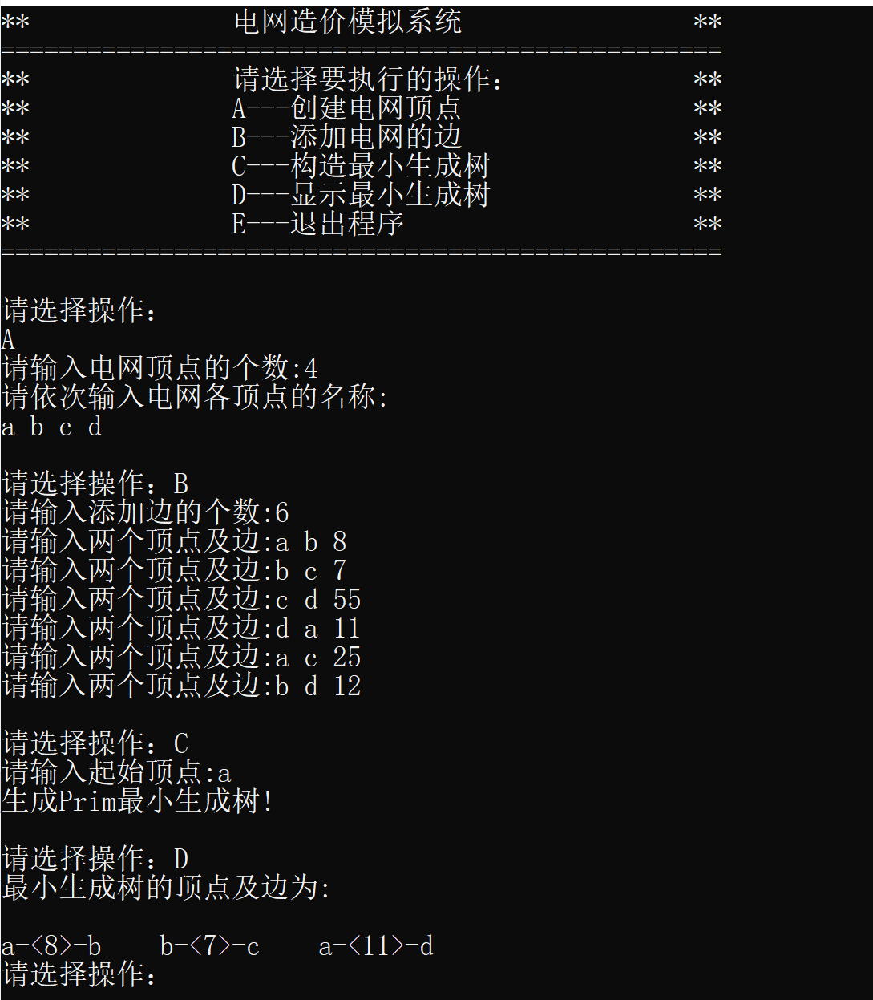 **              电网造价模拟系统                **
==================================================
**              请选择要执行的操作：             **
**              A---创建电网顶点                **
**              B---添加电网的边                **
**              C---构造最小生成树              **
**              D---显示最小生成树              **
**              E---退出程序                    **
==================================================
请选择操作：
A
请输入电网顶点的个数:4
请依次输入电网各顶点的名称:
a b c d
请选择操作：B
请输入添加边的个数:6
请输入两个顶点及边:a b 8
请输入两个顶点及边:b c 7
请输入两个顶点及边:c d 55
请输入两个顶点及边:d a 11
请输入两个顶点及边:a c 25
请输入两个顶点及边:b d 12
请选择操作：C
请输入起始顶点:a
生成Prim最小生成树!
请选择操作：D
最小生成树的顶点及边为:
a-<8>-b    b-<7>-c    a-<11>-d
请选择操作：